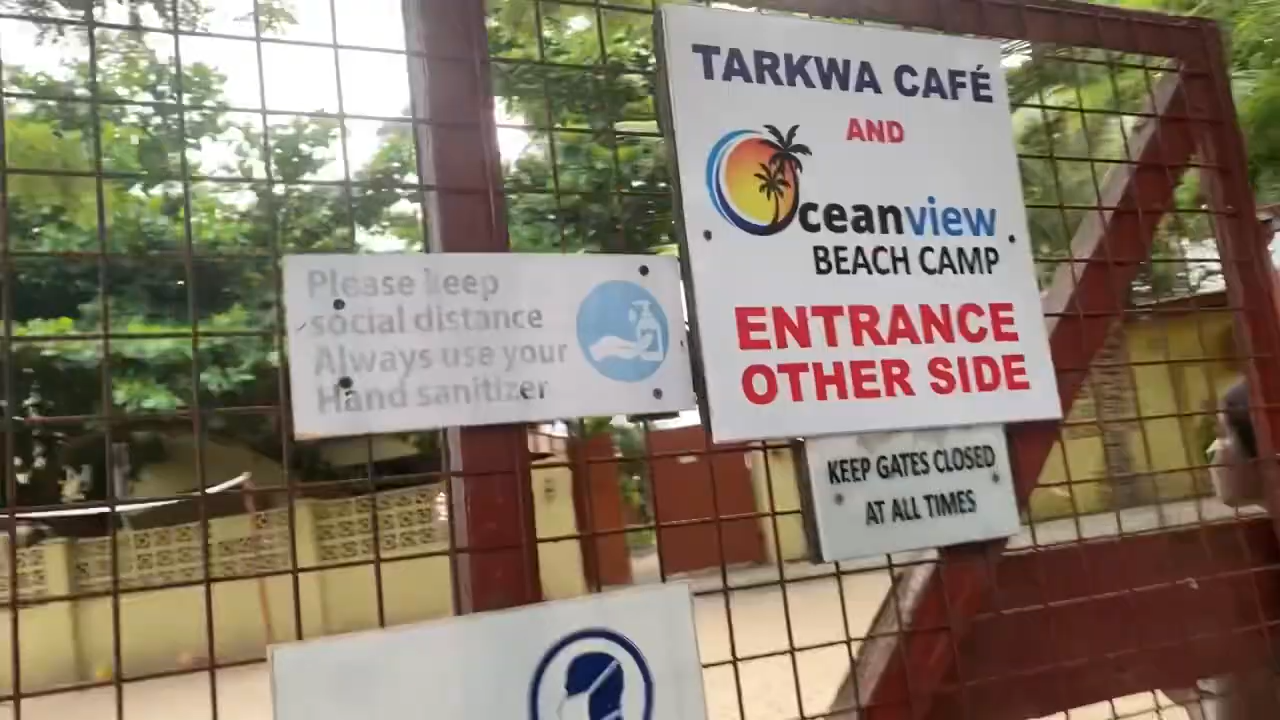 TARKWA CAFÉ
AND
Oceanview
BEACH CAMP
ENTRANCE
OTHER SIDE
Please keep
social distance
Always use your
Hand sanitizer
KEEP GATES CLOSED
AT ALL TIMES